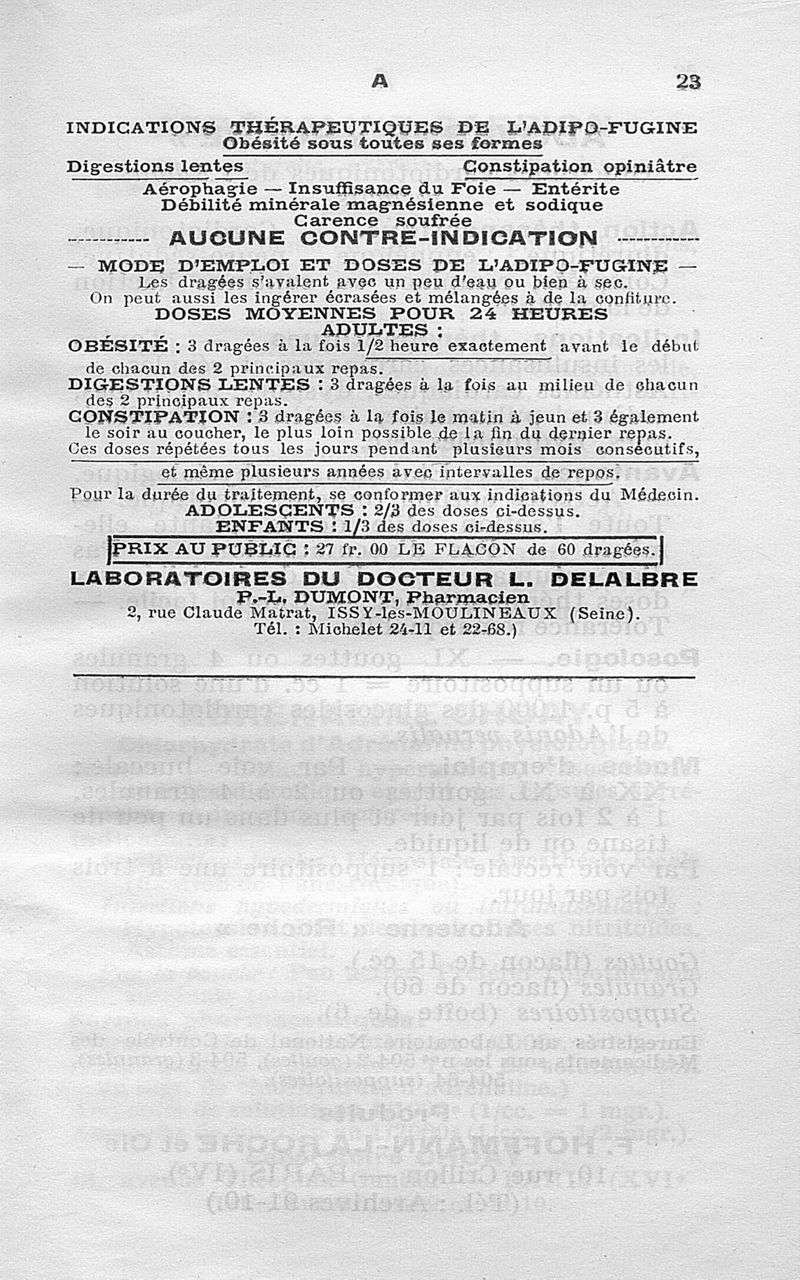 A 23
INDICATIONS THÉRAPEUTIQUES DE L'ADIPO-FUGINE
Obésité sous toutes ses formes
Digestions lentes Constipation opiniâtre
Aérophagie — Insuffisance du Foie — Entérite
Débilité minérale magnésienne et sodique
Carence soufrée
AUCUNE CONTRE-INDICATION
— MODE D'EMPLOI ET DOSES DE L'ADIPO-FUGINE —
Les dragées s'avalent avec un peu d'eau ou bien à sec.
On peut aussi les ingérer écrasées et mélangées à de la confiture.
DOSES MOYENNES POUR 24 HEURES
ADULTES :
OBÉSITÉ : 3 dragées à la fois 1/2 heure exactement avant le début
de chacun des 2 principaux repas.
DIGESTIONS LENTES : 3 dragées à la fois au milieu de chacun
des 2 principaux repas.
CONSTIPATION : 3 dragées à la fois le matin à jeun et 3 également
le soir au coucher, le plus loin possible de la fin du dernier repas.
Ces doses répétées tous les jours pendant plusieurs mois consécutifs,
et même plusieurs années avec intervalles de repos.
Pour la durée du traitement, se conformer aux indications du Médecin.
ADOLESCENTS : 2/3 des doses ci-dessus.
ENFANTS : 1/3 des doses ci-dessus.
PRIX AU PUBLIC : 27 fr. 00 LE FLACON de 60 dragées.
LABORATOIRES DU DOCTEUR L. DELALBRE
P.-L. DUMONT, Pharmacien
2, rue Claude Matrat, ISSY-les-MOULINEAUX (Seine).
Tél. : Michelet 24-11 et 22-68.)